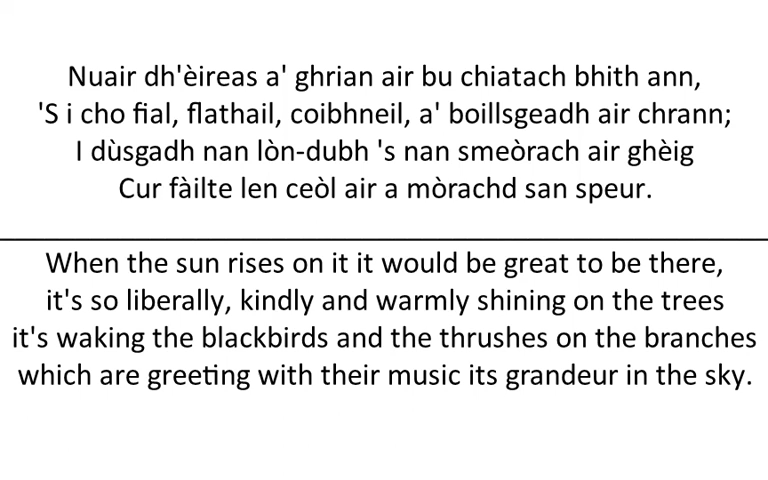 Nuair dh'èireas a' ghrian air bu chiatach bhith ann,
'S i cho fial, flathail, coibhneil, a' boillsgeadh air chrann;
I dùsgadh nan lòn-dubh 's nan smeòrach air ghèig
Cur fàilte len ceòl air a mòrachd san speur.
When the sun rises on it it would be great to be there,
it's so liberally, kindly and warmly shining on the trees
it's waking the blackbirds and the thrushes on the branches
which are greeting with their music its grandeur in the sky.